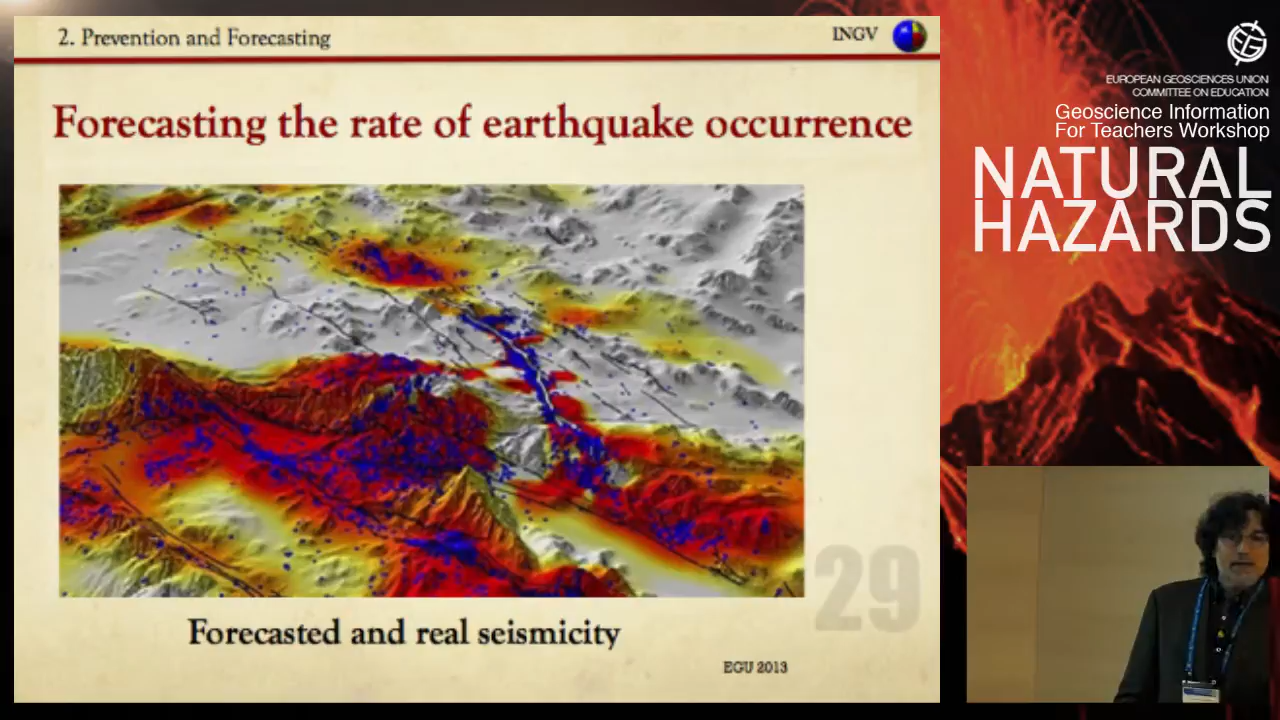 2. Prevention and Forecasting
INGV
Forecasting the rate of earthquake occurrence
Forecasted and real seismicity
29
EGU 2013
EUROPEAN GEOSCIENCES UNION
COMMITTEE ON EDUCATION
Geoscience Information
For Teachers Workshop
NATURAL
HAZARDS